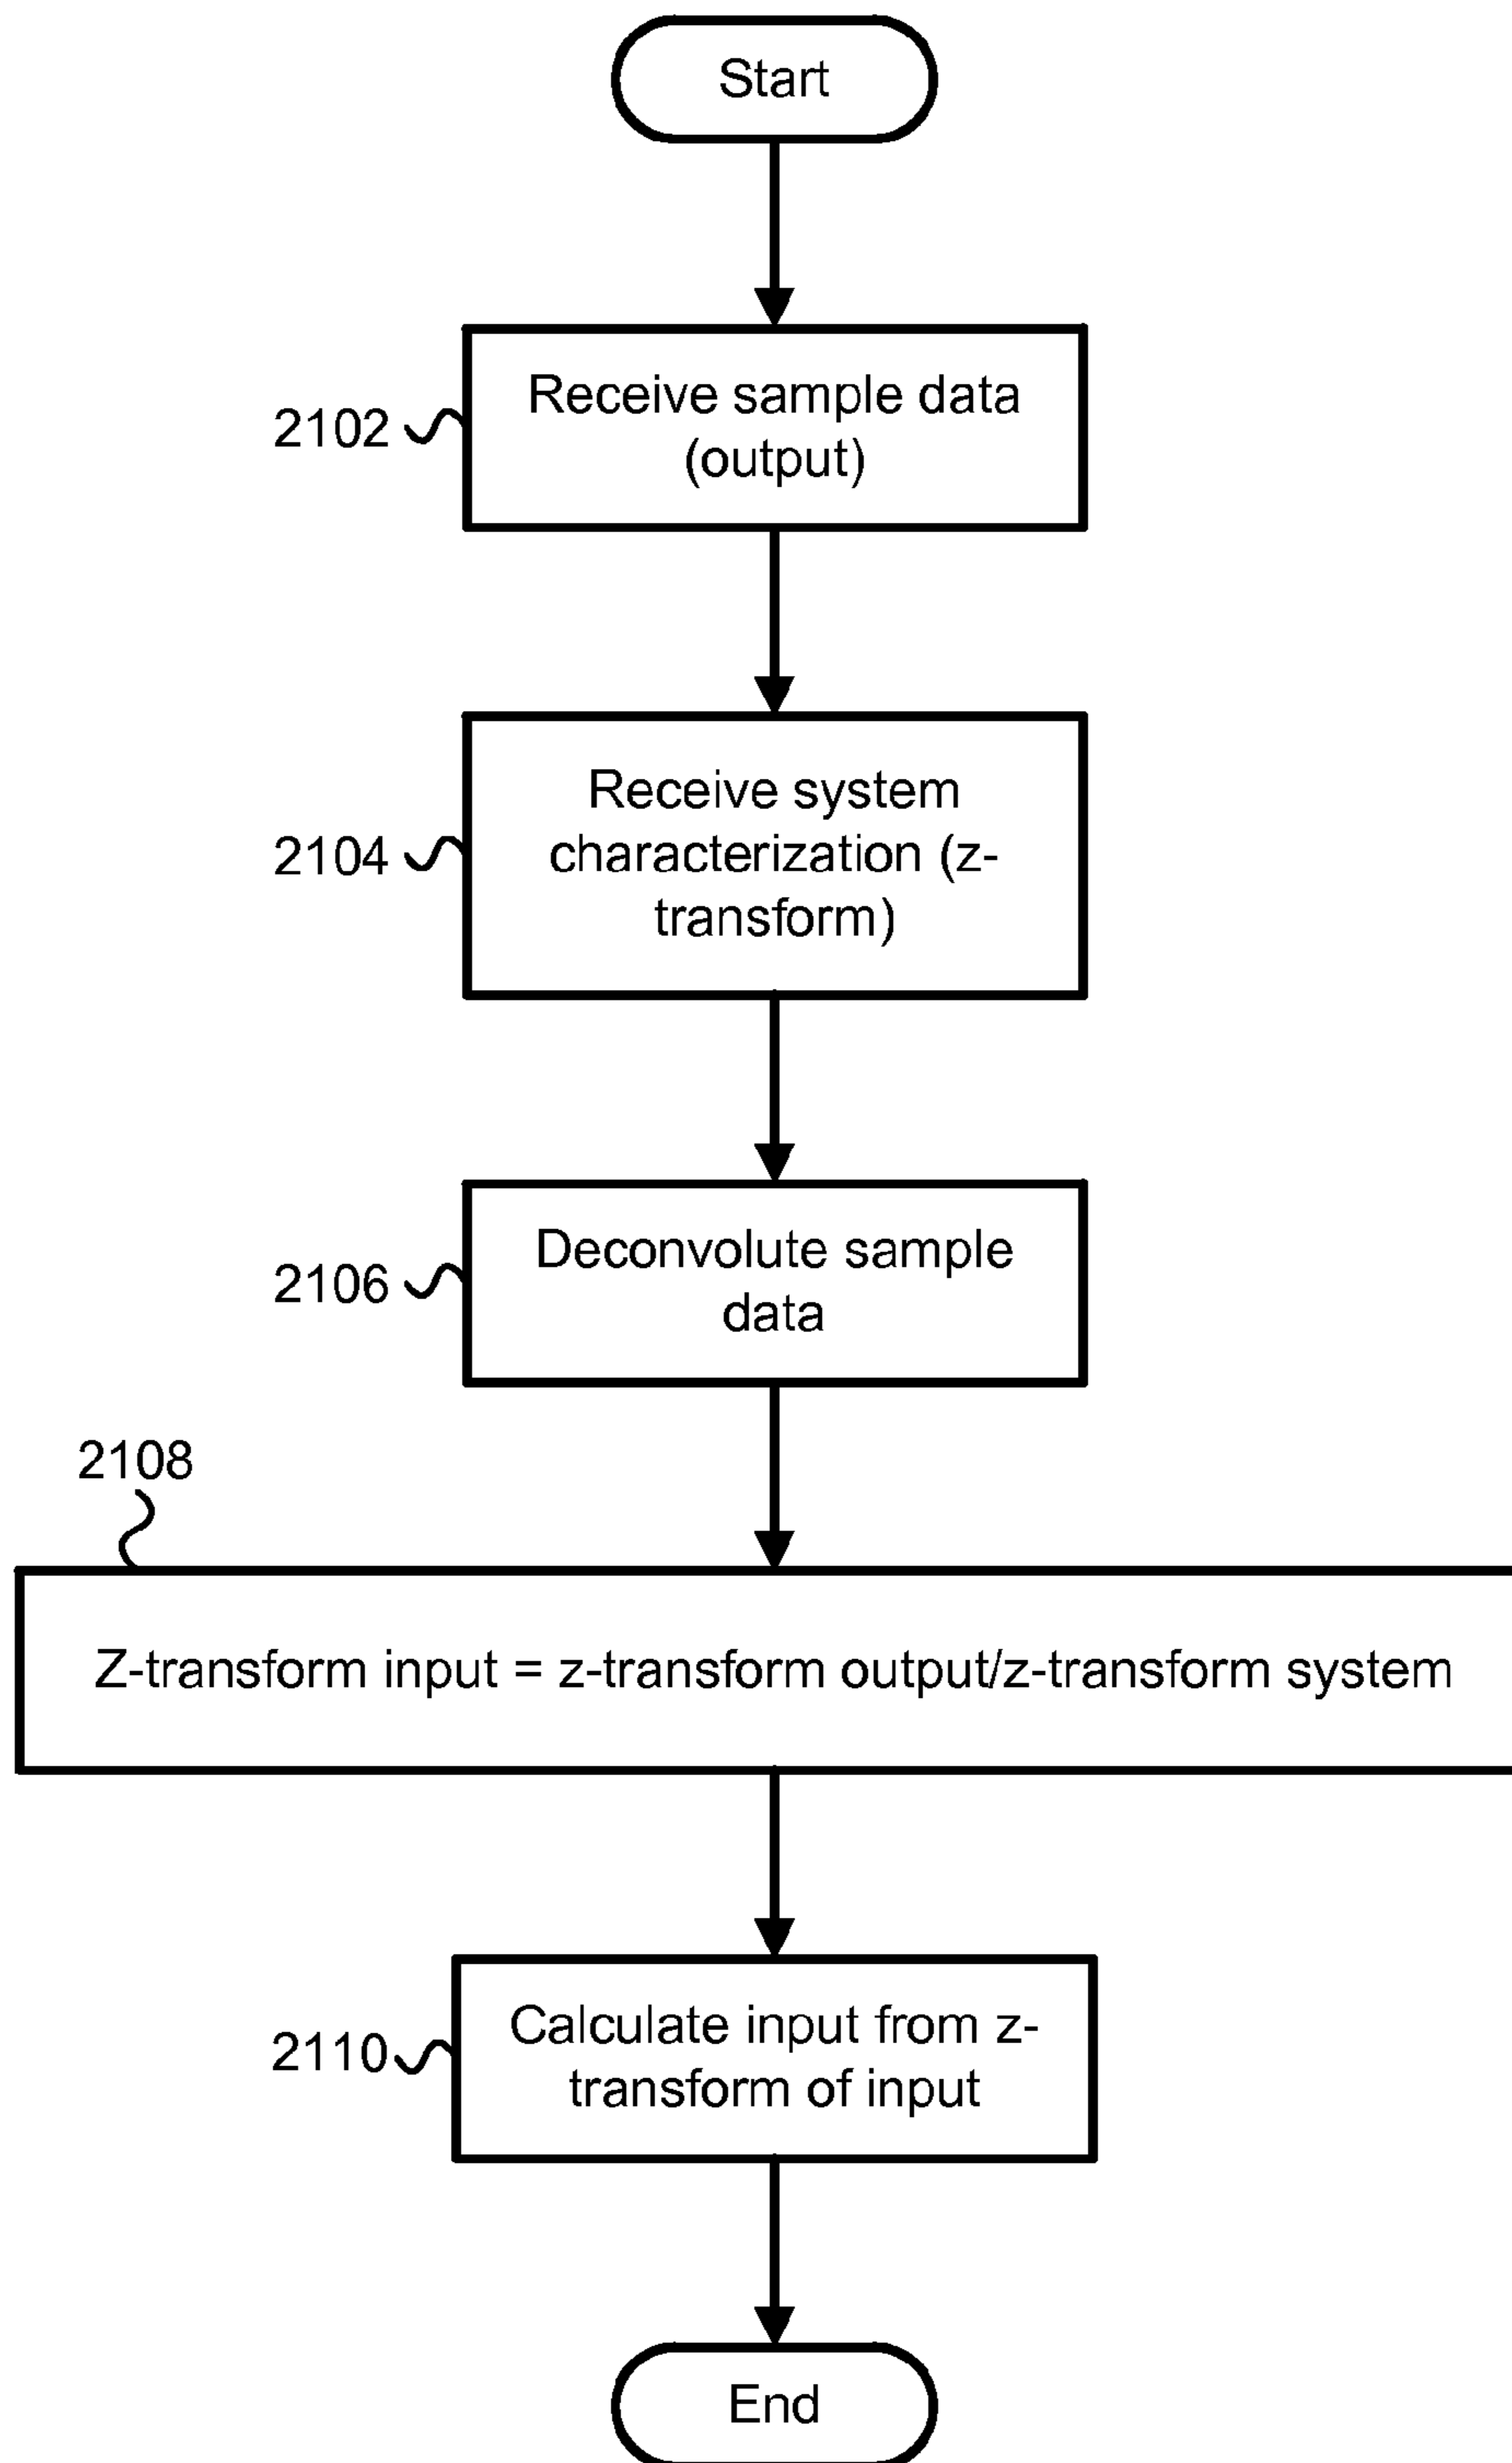 Start
2102
Receive sample data
(output)
2104
Receive system
characterization (z-
transform)
2106
Deconvolute sample
data
2108
Z-transform input = z-transform output/z-transform system
2110
Calculate input from z-
transform of input
End